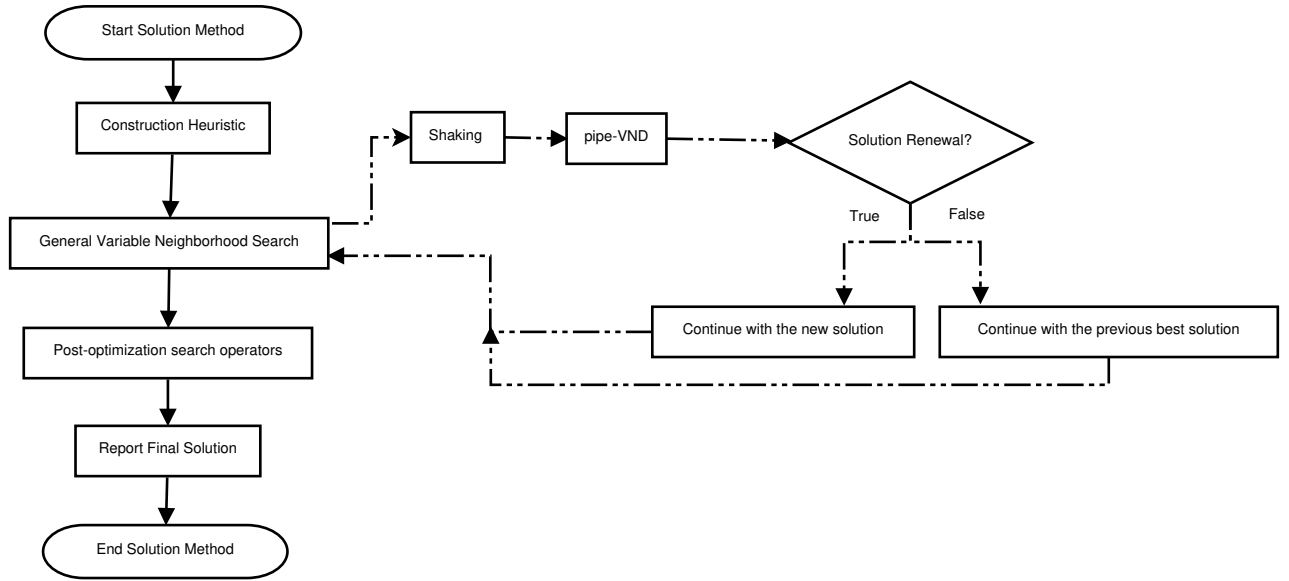 Start Solution Method
Construction Heuristic
General Variable Neighborhood Search
Post-optimization search operators
Report Final Solution
End Solution Method
Shaking
pipe-VND
Solution Renewal?
True
False
Continue with the new solution
Continue with the previous best solution